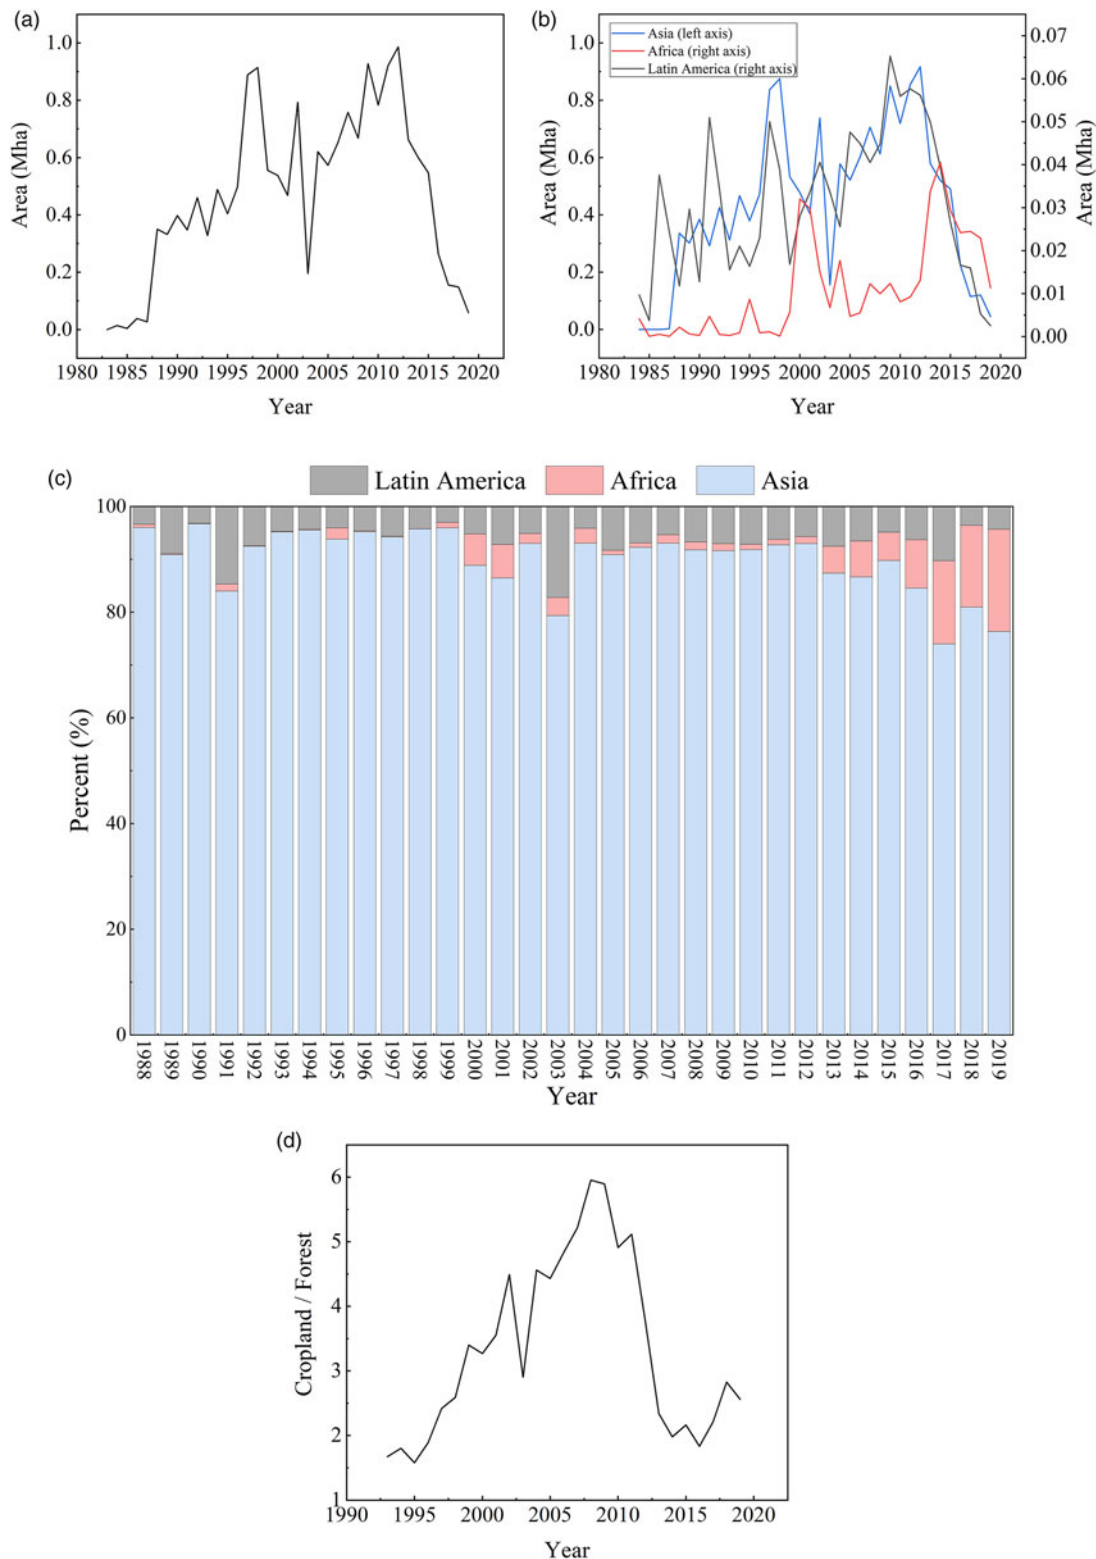 (a)
1.0
0.8
0.6
0.4
0.2
0.0
Area (Mha)
1980 1985 1990 1995 2000 2005 2010 2015 2020
Year
(b)
Asia (left axis)
Africa (right axis)
Latin America (right axis)
1.0
0.8
0.6
0.4
0.2
0.0
Area (Mha)
0.07
0.06
0.05
0.04
0.03
0.02
0.01
0.00
Area (Mha)
1980 1985 1990 1995 2000 2005 2010 2015 2020
Year
(c)
Latin America Africa Asia
100
80
60
40
20
0
Percent (%)
1988 1989 1990 1991 1992 1993 1994 1995 1996 1997 1998 1999 2000 2001 2002 2003 2004 2005 2006 2007 2008 2009 2010 2011 2012 2013 2014 2015 2016 2017 2018 2019
Year
(d)
6
5
4
3
2
1
Cropland / Forest
1990 1995 2000 2005 2010 2015 2020
Year